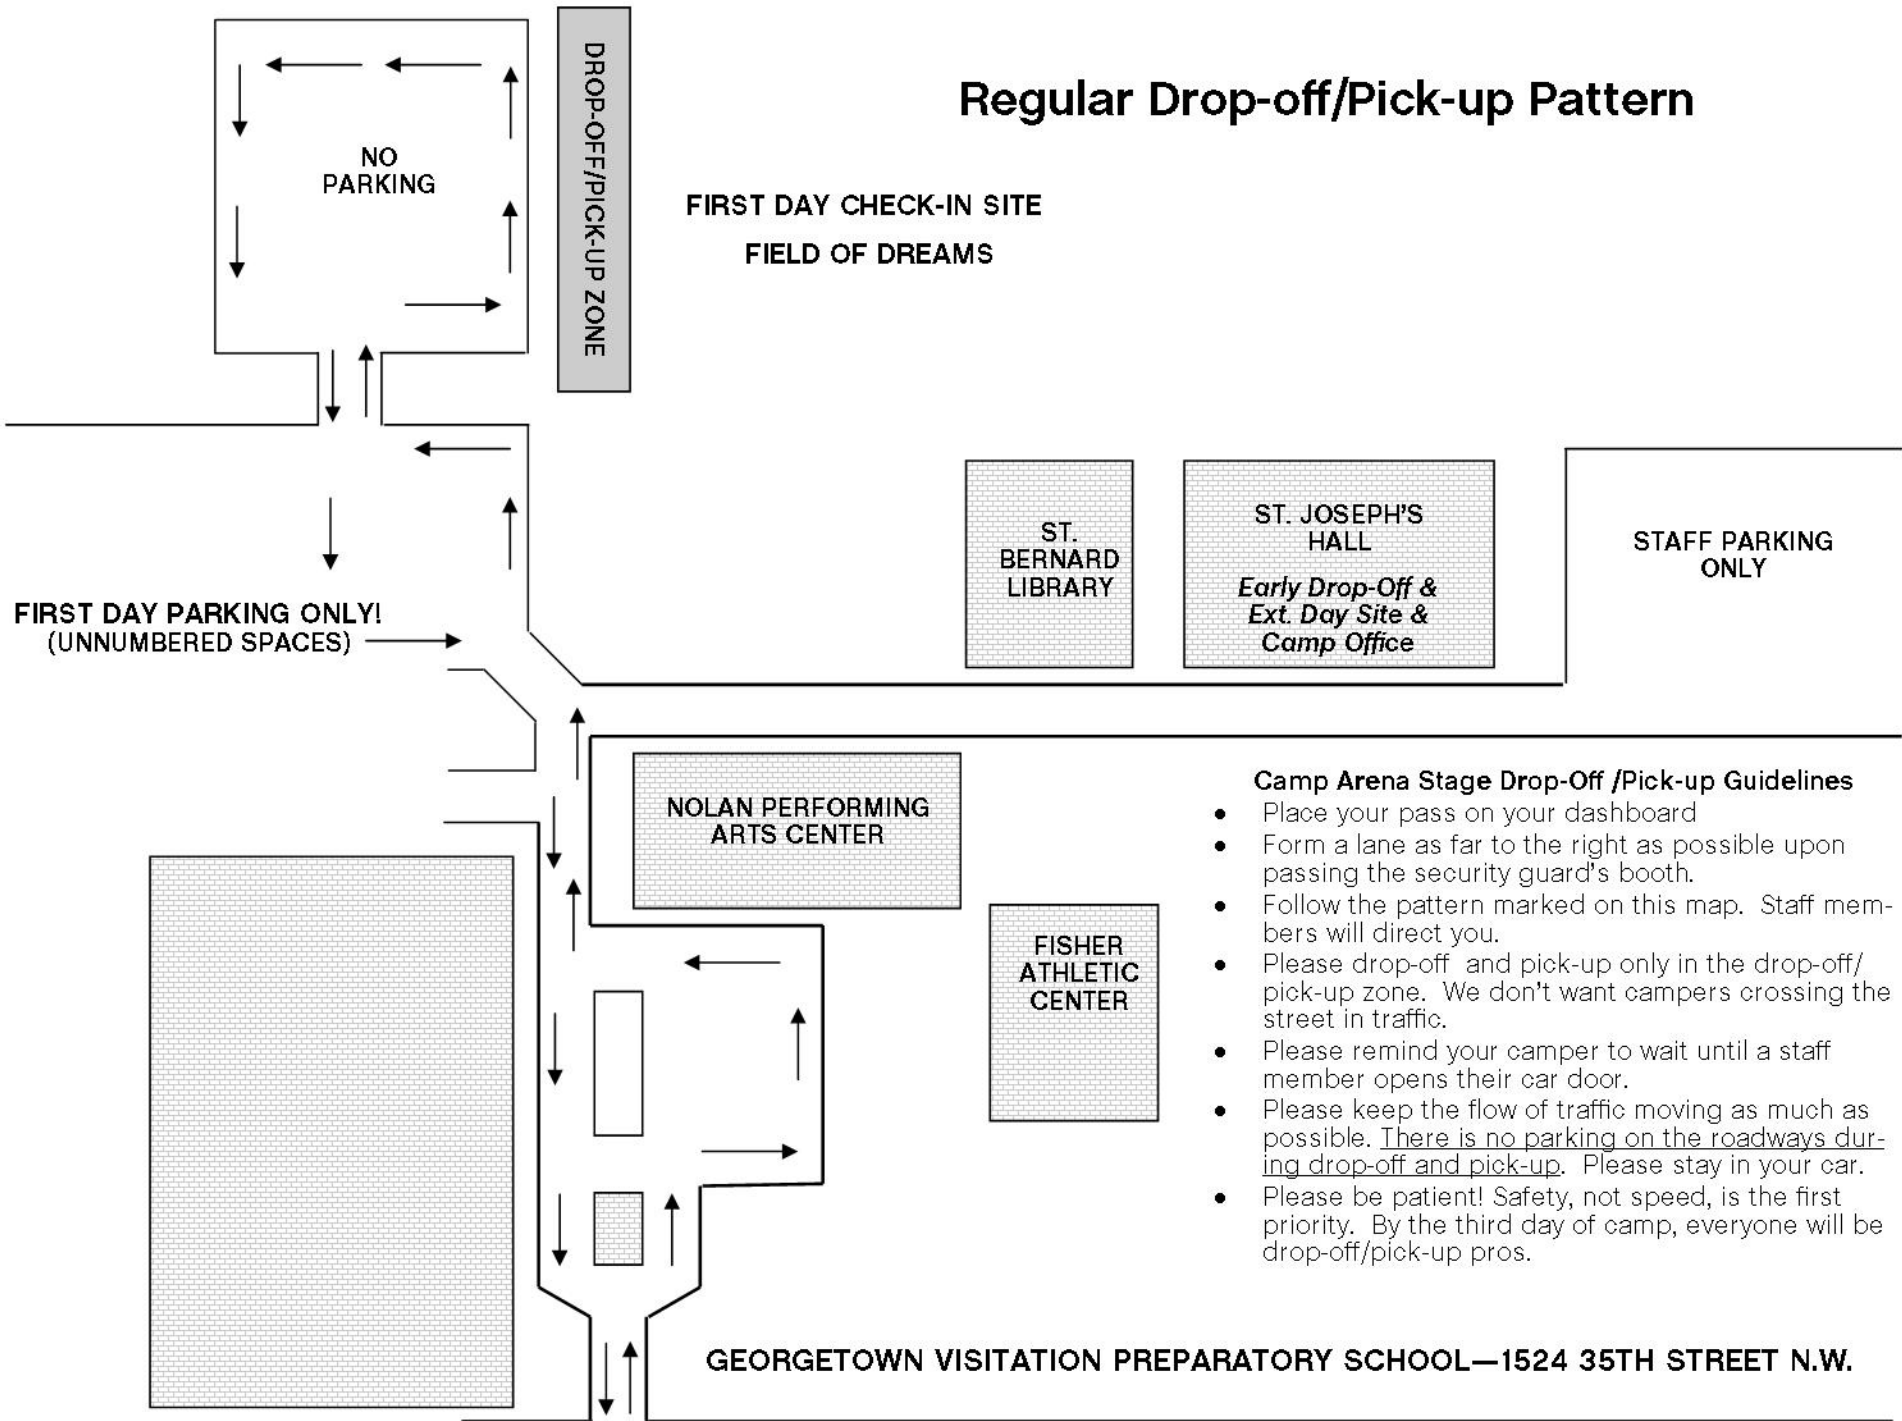 Regular Drop-off/Pick-up Pattern
DROP-OFF/PICK-UP ZONE
NO
PARKING
FIRST DAY CHECK-IN SITE
FIELD OF DREAMS
ST.
BERNARD
LIBRARY
ST. JOSEPH'S
HALL
Early Drop-Off &
Ext. Day Site &
Camp Office
STAFF PARKING
ONLY
FIRST DAY PARKING ONLY!
(UNNUMBERED SPACES)
NOLAN PERFORMING
ARTS CENTER
FISHER
ATHLETIC
CENTER
Camp Arena Stage Drop-Off /Pick-up Guidelines
• Place your pass on your dashboard
• Form a lane as far to the right as possible upon
passing the security guard's booth.
• Follow the pattern marked on this map. Staff mem-
bers will direct you.
• Please drop-off and pick-up only in the drop-off/
pick-up zone. We don't want campers crossing the
street in traffic.
• Please remind your camper to wait until a staff
member opens their car door.
• Please keep the flow of traffic moving as much as
possible. There is no parking on the roadways dur-
ing drop-off and pick-up. Please stay in your car.
• Please be patient! Safety, not speed, is the first
priority. By the third day of camp, everyone will be
drop-off/pick-up pros.
GEORGETOWN VISITATION PREPARATORY SCHOOL—1524 35TH STREET N.W.